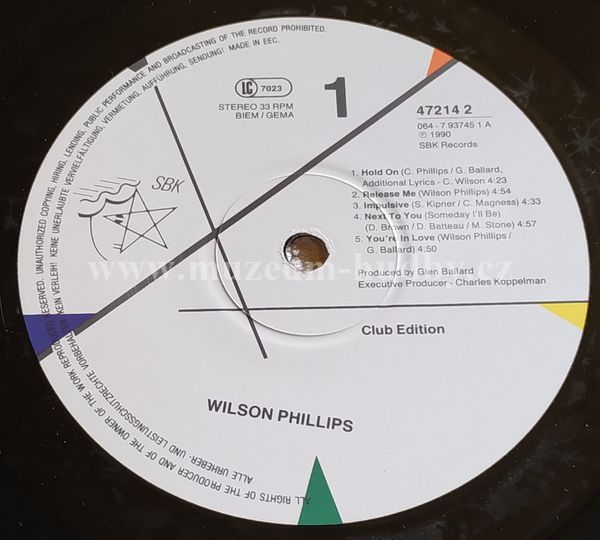 ALL RIGHTS OF THE PRODUCER AND OF THE OWNER OF THE WORK REPRODUCED RESERVED. UNAUTHORIZED COPYING, HIRING, LENDING, PUBLIC PERFORMANCE AND BROADCASTING OF THE RECORD PROHIBITED.
ALLE URHEBER- UND LEISTUNGSSCHUTZRECHTE VORBEHALTEN. KEIN VERLEIH! KEINE UNERLAUBTE VERVIELFÄLTIGUNG, VERMIETUNG, AUFFÜHRUNG, SENDUNG! MADE IN EEC.
SBK
LC 7023
STEREO 33 RPM
BIEM / GEMA
1
47214 2
064-7 93745 1 A
Ⓟ 1990
SBK Records
1. Hold On (C. Phillips / G. Ballard,
Additional Lyrics - C. Wilson 4:23
2. Release Me (Wilson Phillips) 4:54
3. Impulsive (S. Kipner / C. Magness) 4:33
4. Next To You (Someday I'll Be)
(D. Brown / D. Batteau / M. Stone) 4:57
5. You're In Love (Wilson Phillips /
G. Ballard) 4:50
www.muzeum-hudby.cz
Produced by Glen Ballard
Executive Producer - Charles Koppelman
Club Edition
WILSON PHILLIPS